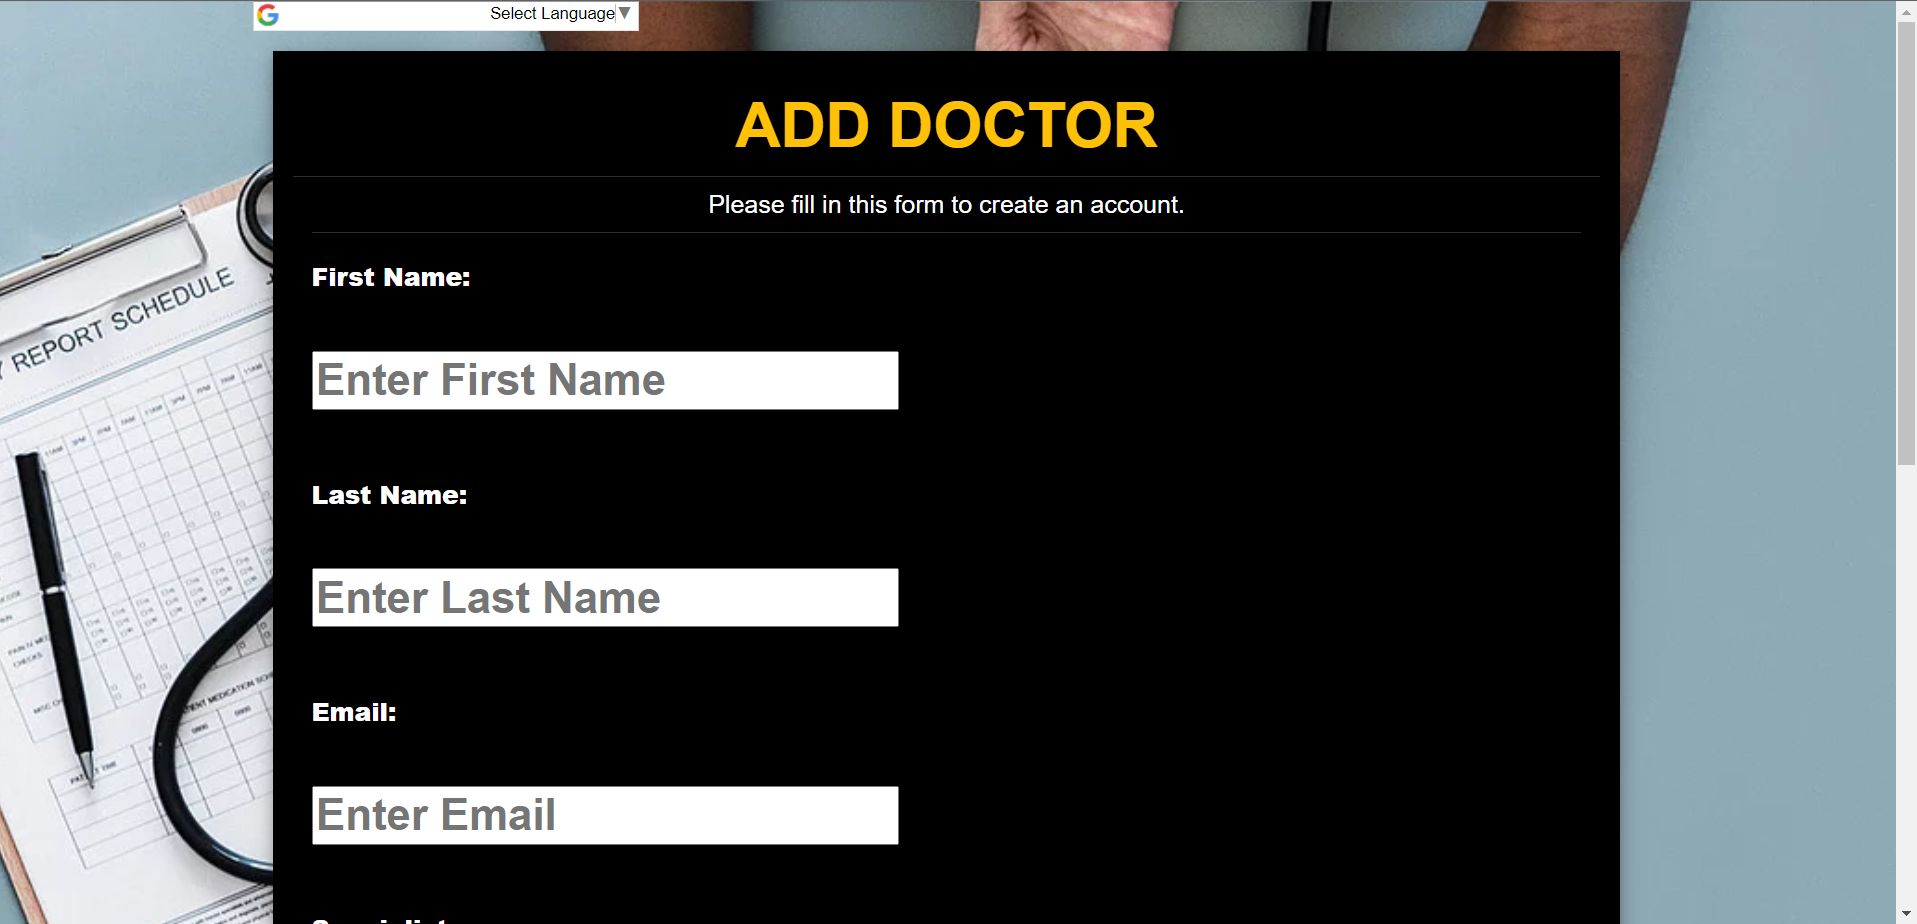 Select Language▼
ADD DOCTOR
Please fill in this form to create an account.
First Name:
Enter First Name
Last Name:
Enter Last Name
Email:
Enter Email
REPORT SCHEDULE